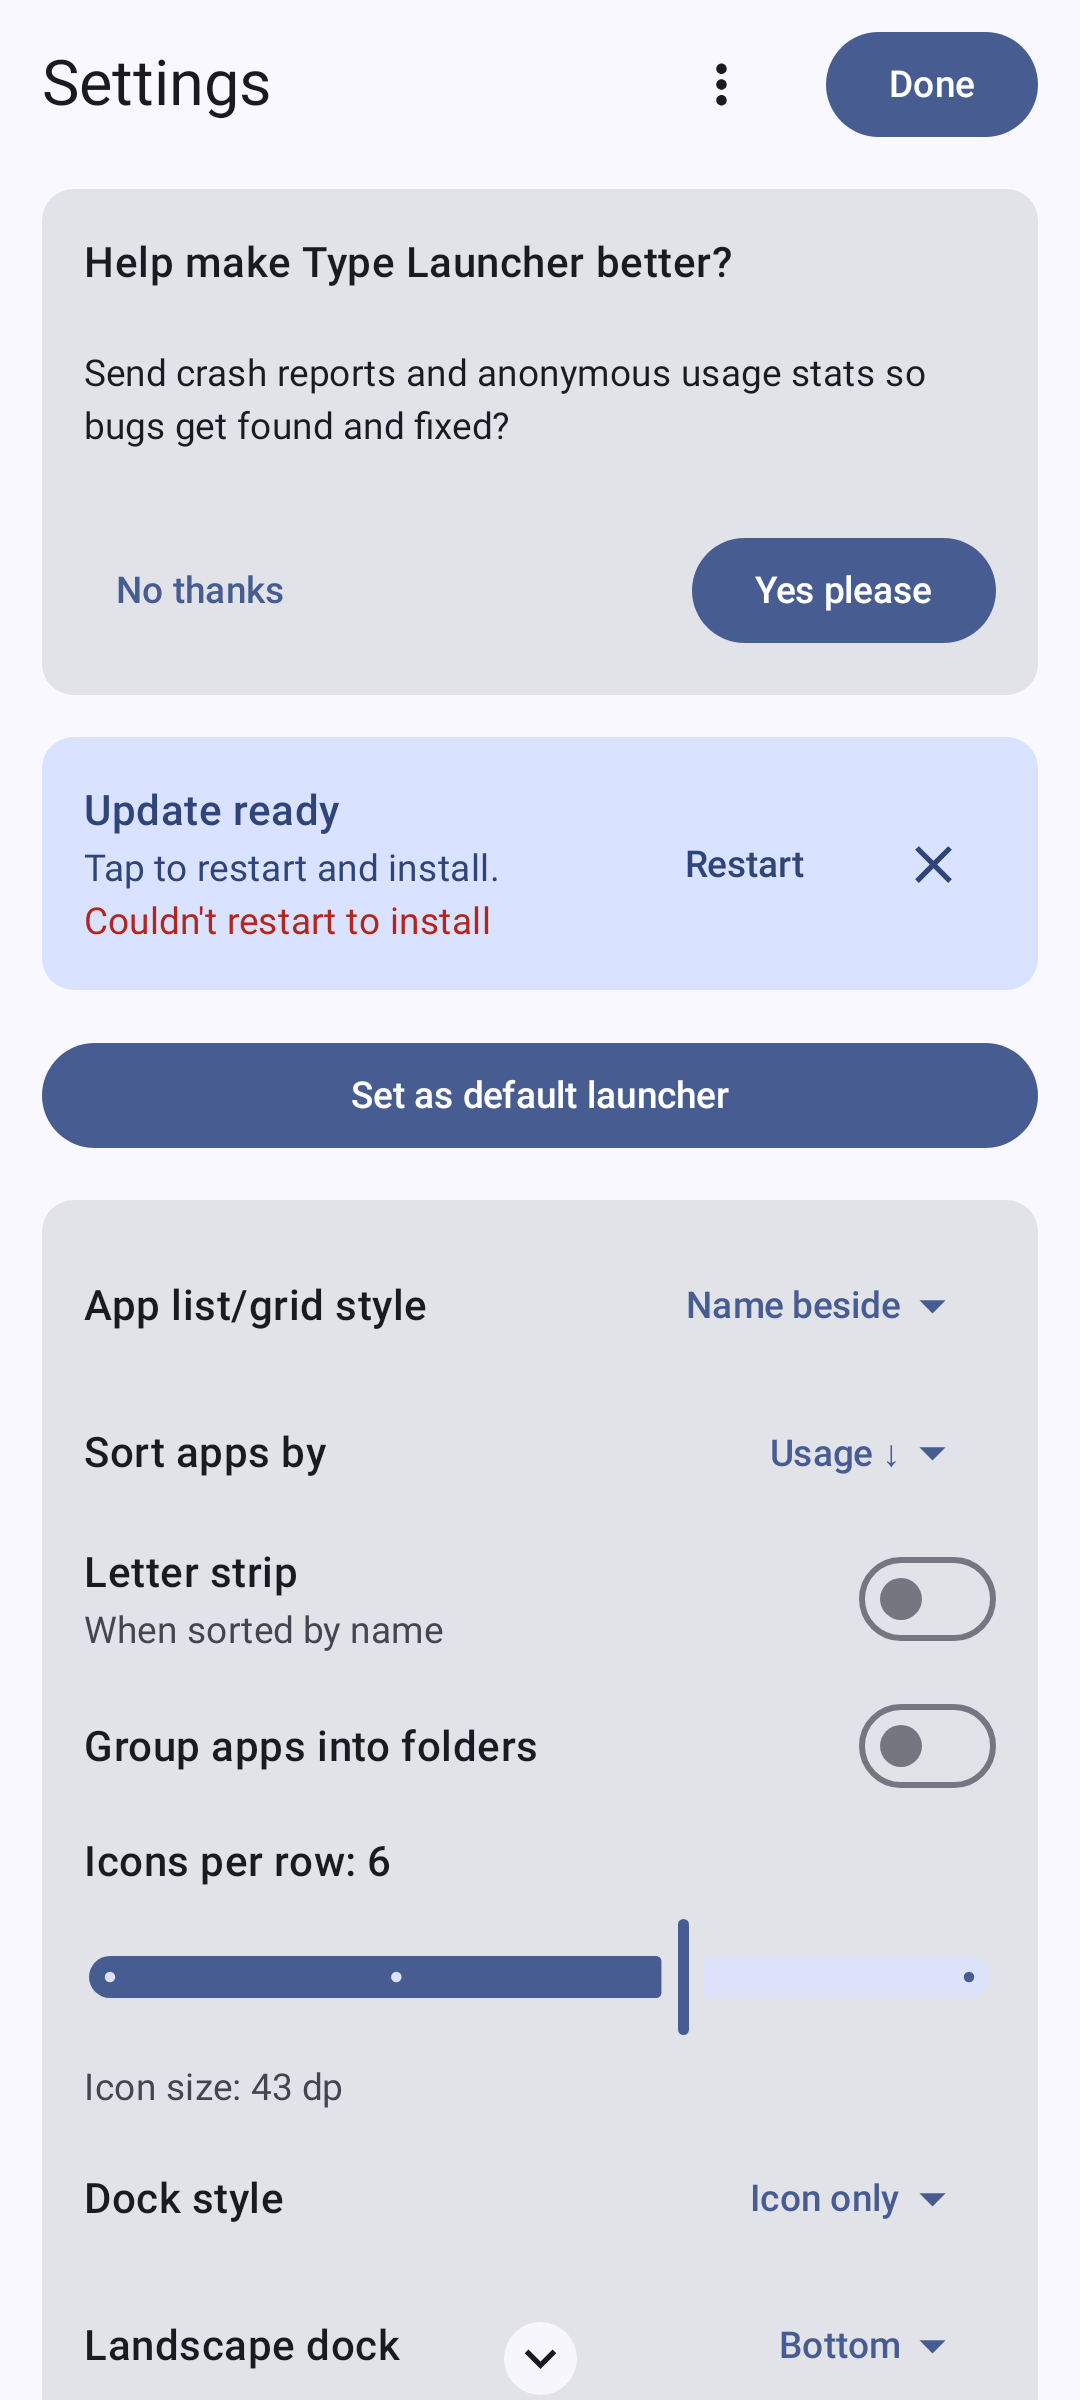 Settings
Done
Help make Type Launcher better?
Send crash reports and anonymous usage stats so
bugs get found and fixed?
No thanks
Yes please
Update ready
Tap to restart and install.
Couldn't restart to install
Restart
Set as default launcher
App list/grid style
Name beside
Sort apps by
Usage ↓
Letter strip
When sorted by name
Group apps into folders
Icons per row: 6
Icon size: 43 dp
Dock style
Icon only
Landscape dock
Bottom